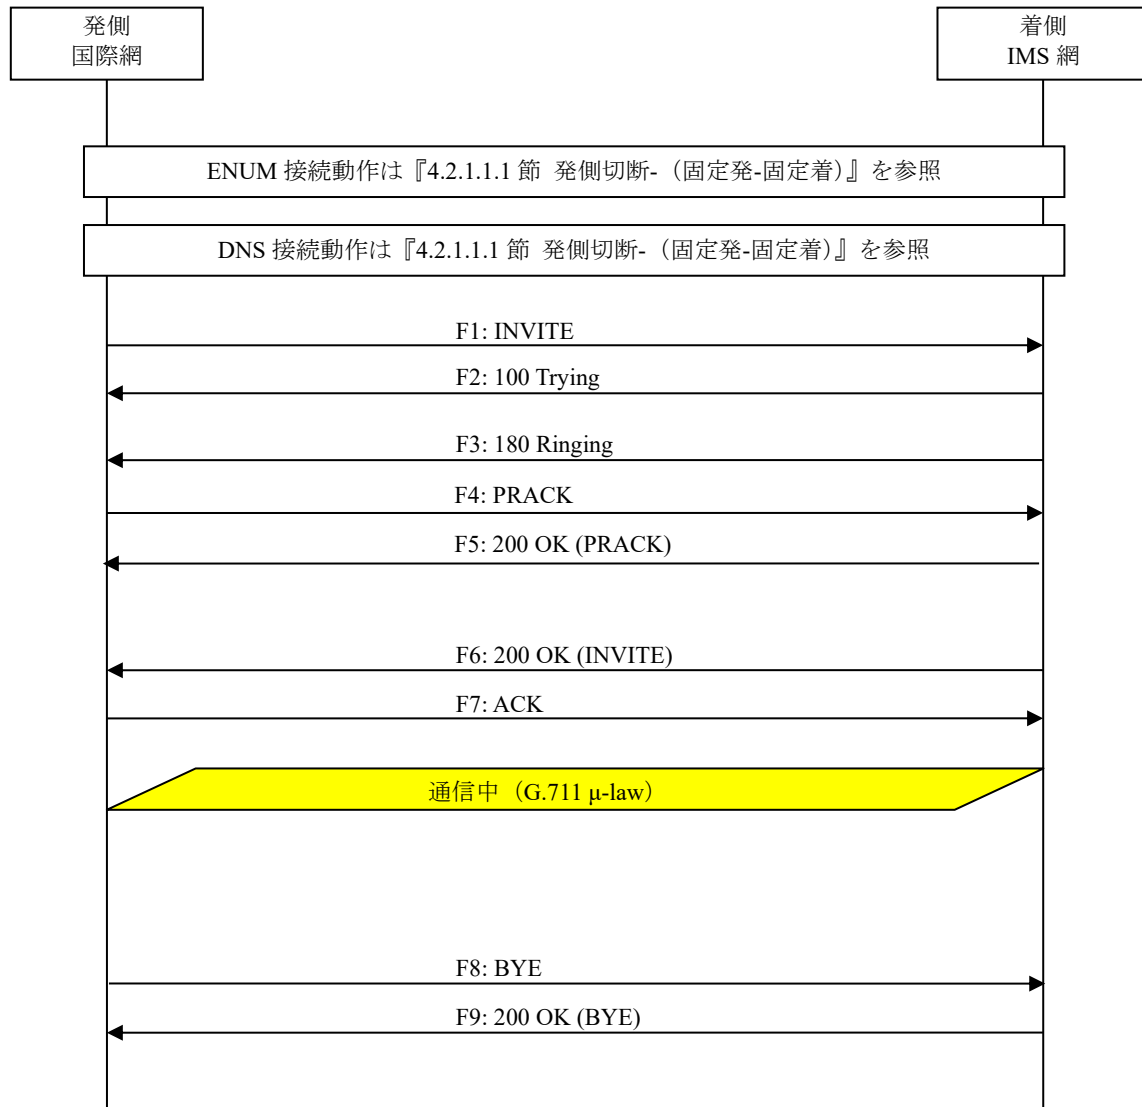 発側
国際網
着側
IMS 網
ENUM 接続動作は『4.2.1.1.1 節 発側切断-（固定発-固定着）』を参照
DNS 接続動作は『4.2.1.1.1 節 発側切断-（固定発-固定着）』を参照
F1: INVITE
F2: 100 Trying
F3: 180 Ringing
F4: PRACK
F5: 200 OK (PRACK)
F6: 200 OK (INVITE)
F7: ACK
通信中（G.711 μ-law）
F8: BYE
F9: 200 OK (BYE)